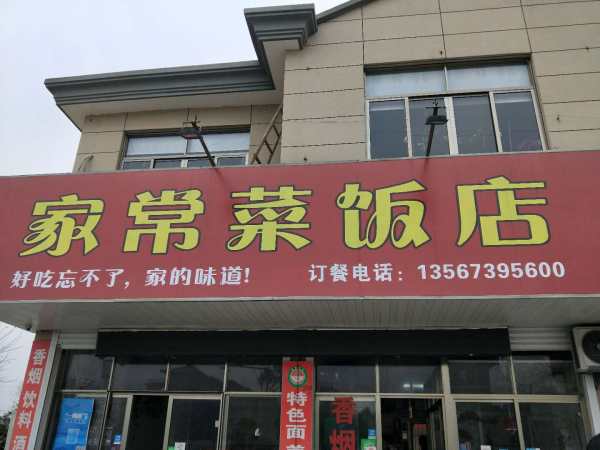 家常菜饭店
好吃忘不了，家的味道！
订餐电话：13567395600
香烟 饮料 酒
特色面
香烟